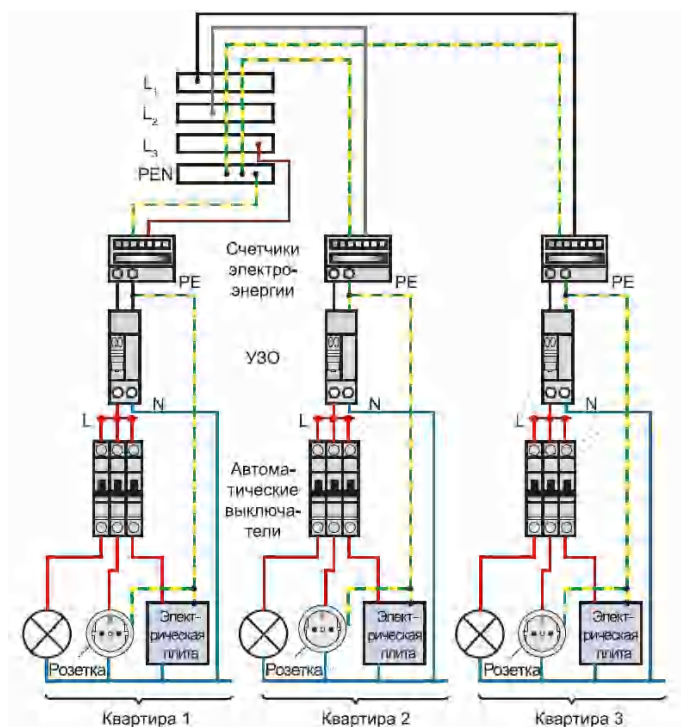 L₁
L₂
L₃
PEN
Счетчики
электро-
энергии
PE
PE
PE
УЗО
L
N
L
N
L
N
Автома-
тические
выключа-
тели
Розетка
Элект-
рическая
плита
Розетка
Элект-
рическая
плита
Розетка
Элект-
рическая
плита
Квартира 1
Квартира 2
Квартира 3